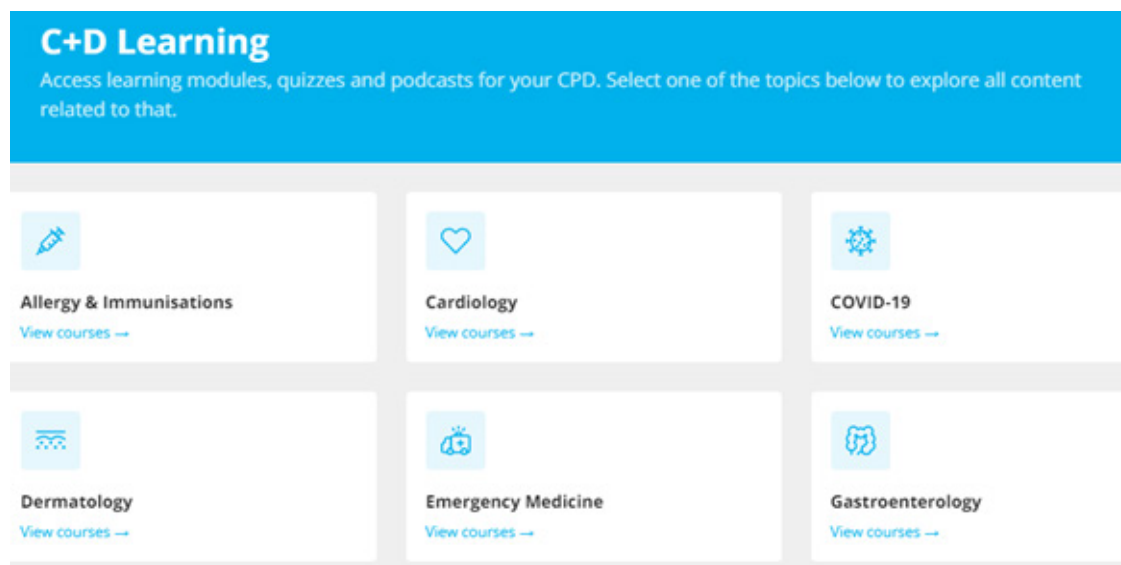 C+D Learning
Access learning modules, quizzes and podcasts for your CPD. Select one of the topics below to explore all content
related to that.
Allergy & Immunisations
View courses →
Cardiology
View courses →
COVID-19
View courses →
Dermatology
View courses →
Emergency Medicine
View courses →
Gastroenterology
View courses →